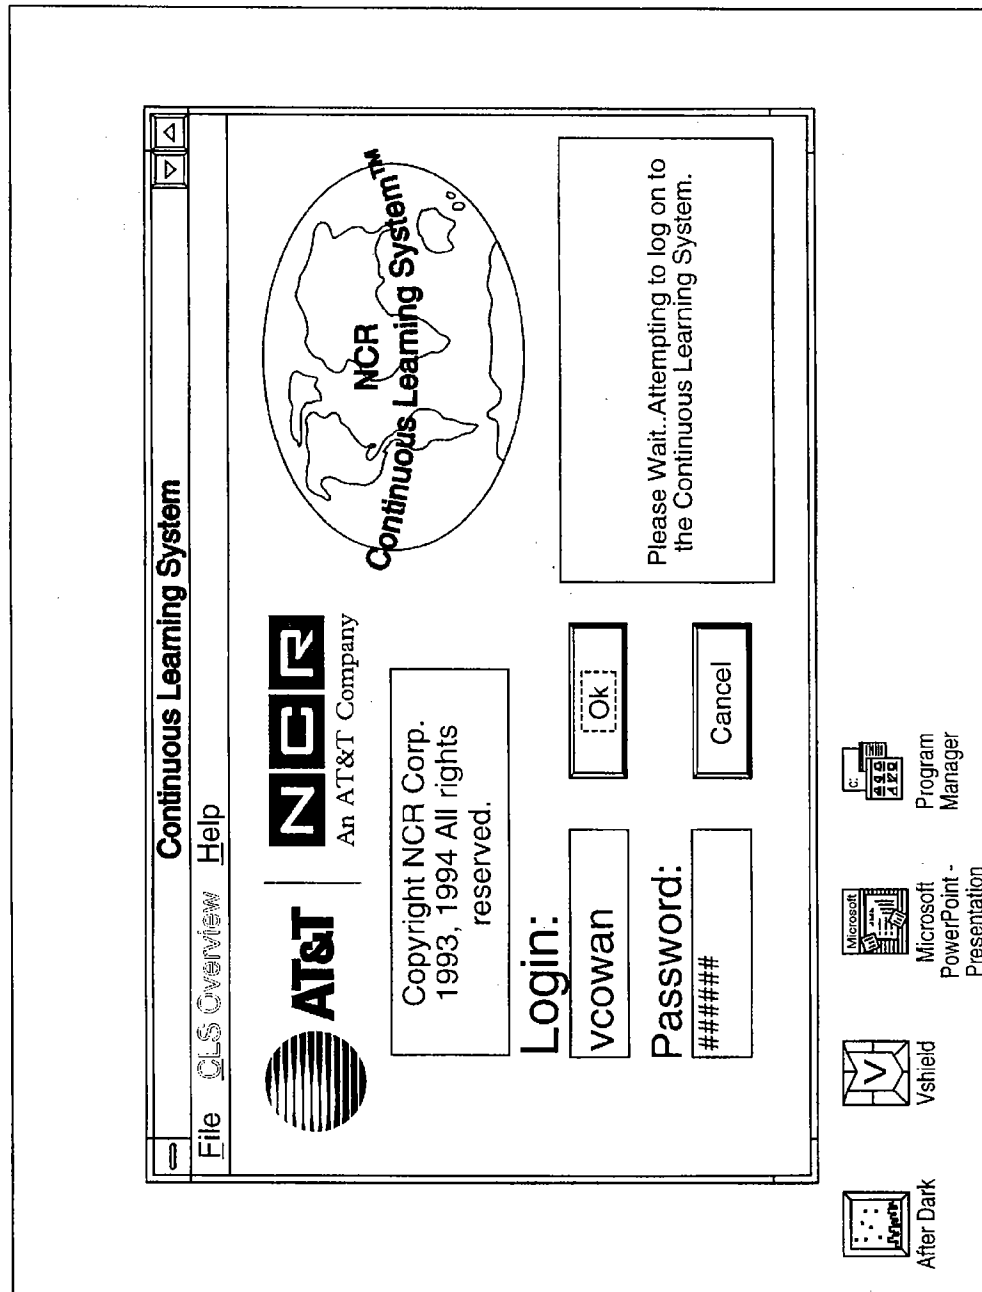 Continuous Learning System
File CLS Overview Help
AT&T
NCR
An AT&T Company
NCR
Continuous Learning System™
Copyright NCR Corp.
1993, 1994 All rights
reserved.
Login:
vcowan
Ok
Password:
######
Cancel
Please Wait..Attempting to log on to
the Continuous Learning System.
After Dark
V
Vshield
Microsoft
Microsoft
PowerPoint -
Presentation
C:
Program
Manager